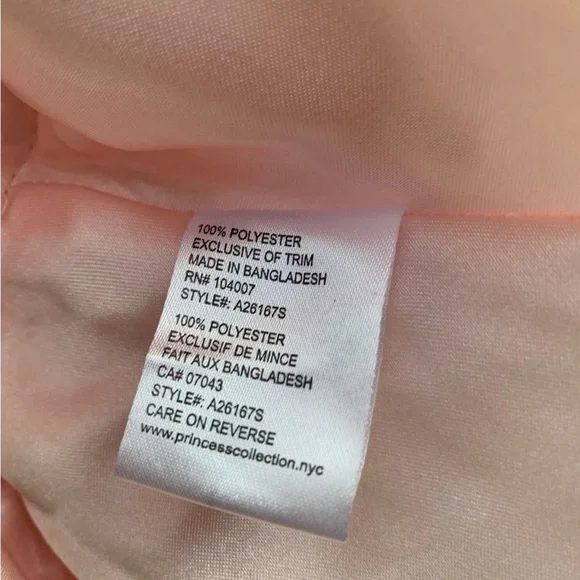 100% POLYESTER
EXCLUSIVE OF TRIM
MADE IN BANGLADESH
RN# 104007
STYLE#: A26167S
100% POLYESTER
EXCLUSIF DE MINCE
FAIT AUX BANGLADESH
CA# 07043
STYLE#: A26167S
CARE ON REVERSE
www.princesscollection.nyc